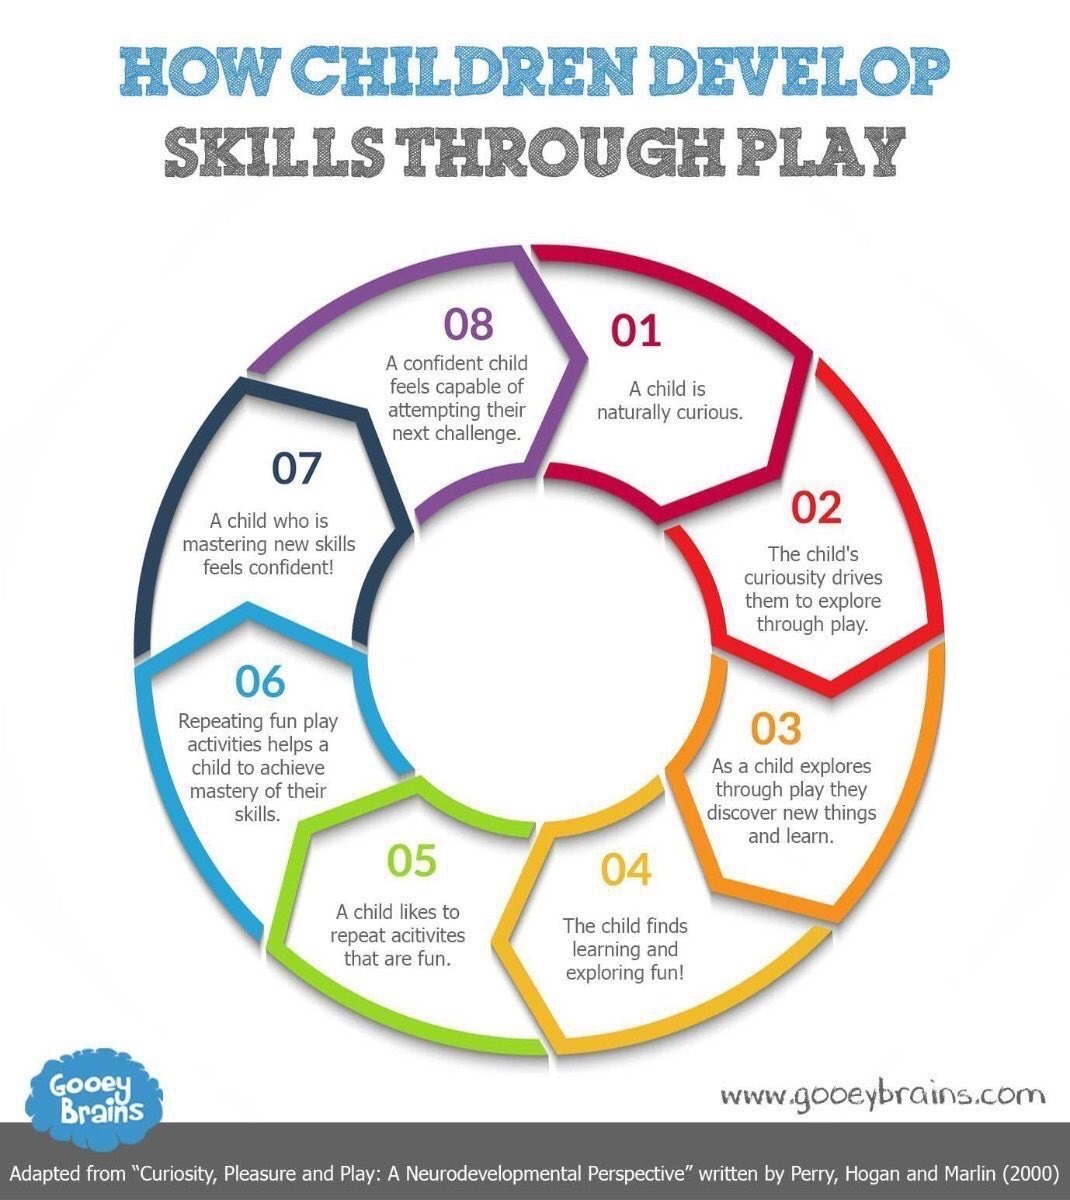 HOW CHILDREN DEVELOP
SKILLS THROUGH PLAY
01
A child is
naturally curious.
02
The child's
curiousity drives
them to explore
through play.
03
As a child explores
through play they
discover new things
and learn.
04
The child finds
learning and
exploring fun!
05
A child likes to
repeat acitivites
that are fun.
06
Repeating fun play
activities helps a
child to achieve
mastery of their
skills.
07
A child who is
mastering new skills
feels confident!
08
A confident child
feels capable of
attempting their
next challenge.
Gooey
Brains
www.gooeybrains.com
Adapted from “Curiosity, Pleasure and Play: A Neurodevelopmental Perspective” written by Perry, Hogan and Marlin (2000)